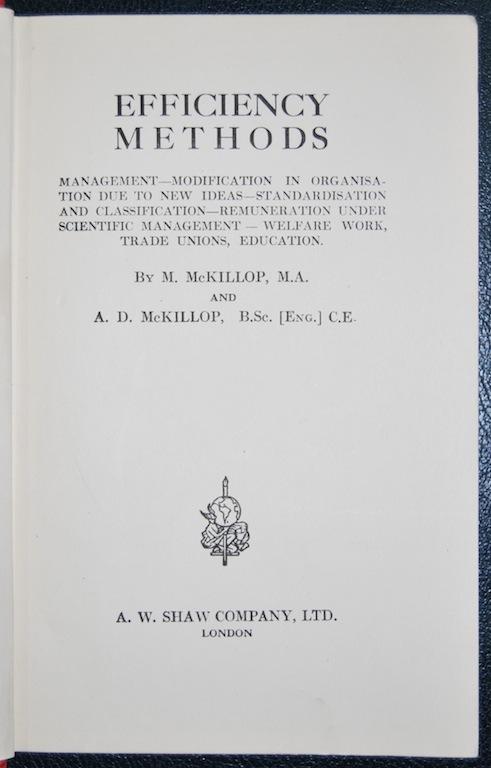 EFFICIENCY
METHODS
MANAGEMENT—MODIFICATION IN ORGANISA-
TION DUE TO NEW IDEAS—STANDARDISATION
AND CLASSIFICATION—REMUNERATION UNDER
SCIENTIFIC MANAGEMENT — WELFARE WORK,
TRADE UNIONS, EDUCATION.
By M. McKILLOP, M.A.
AND
A. D. McKILLOP, B.Sc. [Eng.] C.E.
A. W. SHAW COMPANY, LTD.
LONDON